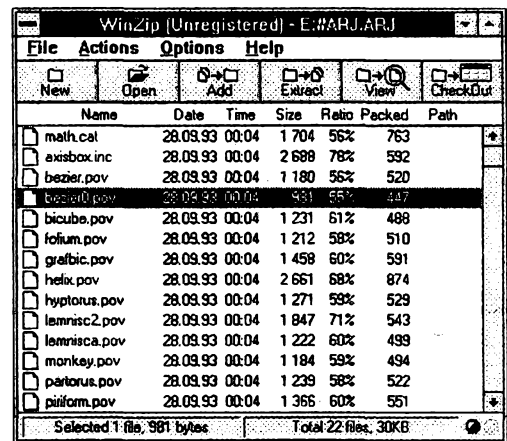 WinZip (Unregistered) - E:#ARJ.ARJ
File Actions Options Help
New Open Add Extract View CheckOut
Name Date Time Size Ratio Packed Path
math.cat 28.09.93 00:04 1 704 56% 763
axisbox.inc 28.09.93 00:04 2 688 78% 592
bezier.pov 28.09.93 00:04 1 180 56% 520
bezier0.pov 28.09.93 00:04 981 55% 447
bicube.pov 28.09.93 00:04 1 231 61% 488
folium.pov 28.09.93 00:04 1 212 58% 510
grafbic.pov 28.09.93 00:04 1 458 60% 591
helix.pov 28.09.93 00:04 2 661 68% 874
hyptorus.pov 28.09.93 00:04 1 271 59% 529
lemnisc2.pov 28.09.93 00:04 1 847 71% 543
lemnisca.pov 28.09.93 00:04 1 222 60% 499
monkey.pov 28.09.93 00:04 1 184 59% 494
partorus.pov 28.09.93 00:04 1 239 58% 522
piriform.pov 28.09.93 00:04 1 366 60% 551
Selected 1 file, 981 bytes Total 22 files, 30KB